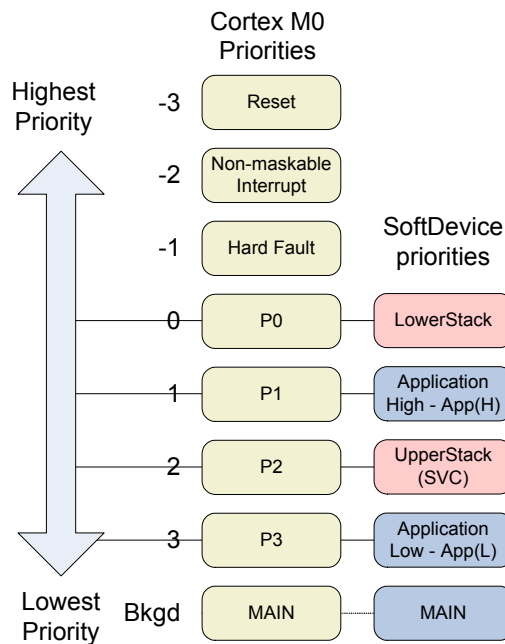 Cortex M0
Priorities
Highest
Priority
-3
Reset
-2
Non-maskable
Interrupt
-1
Hard Fault
SoftDevice
priorities
0
P0
LowerStack
1
P1
Application
High - App(H)
2
P2
UpperStack
(SVC)
3
P3
Application
Low - App(L)
Lowest
Priority
Bkgd
MAIN
MAIN